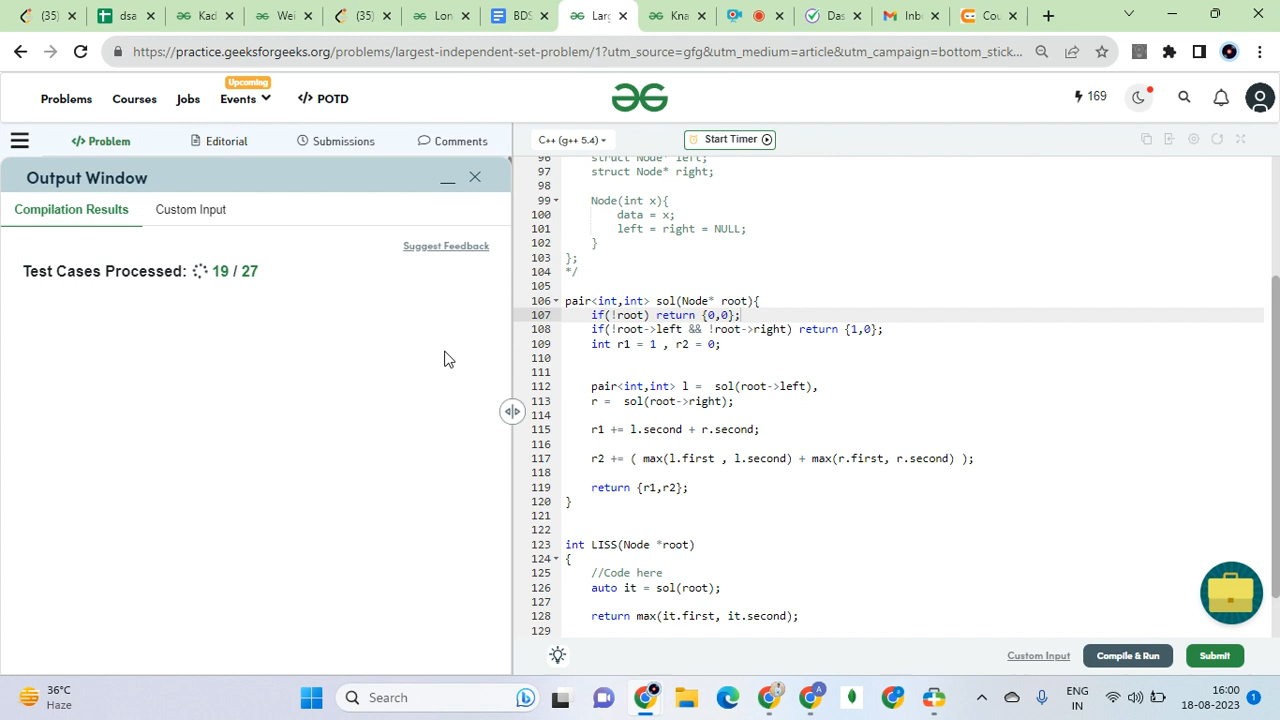 (35)
dsa
Kad
Wei
(35)
Lon
BDS
Larg
Kna
Das
Inb
Cou
https://practice.geeksforgeeks.org/problems/largest-independent-set-problem/1?utm_source=gfg&utm_medium=article&utm_campaign=bottom_stick...
Upcoming
Problems Courses Jobs Events </> POTD
169
</> Problem Editorial Submissions Comments
C++ (g++ 5.4) Start Timer
Output Window
Compilation Results Custom Input
Suggest Feedback
Test Cases Processed: 19 / 27
96 struct Node* left;
97 struct Node* right;
98
99 Node(int x){
100 data = x;
101 left = right = NULL;
102 }
103 };
104 */
105
106 pair<int,int> sol(Node* root){
107 if(!root) return {0,0};
108 if(!root->left && !root->right) return {1,0};
109 int r1 = 1 , r2 = 0;
110
111
112 pair<int,int> l = sol(root->left),
113 r = sol(root->right);
114
115 r1 += l.second + r.second;
116
117 r2 += ( max(l.first , l.second) + max(r.first, r.second) );
118
119 return {r1,r2};
120 }
121
122
123 int LISS(Node *root)
124 {
125 //Code here
126 auto it = sol(root);
127
128 return max(it.first, it.second);
129
Custom Input Compile & Run Submit
36°C
Haze
Search
ENG
IN
16:00
18-08-2023
1